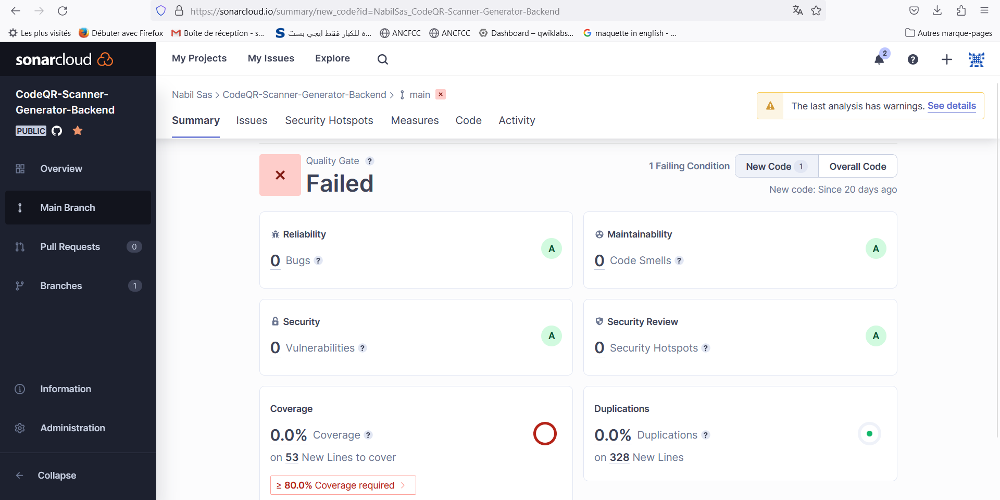 https://sonarcloud.io/summary/new_code?id=NabilSas_CodeQR-Scanner-Generator-Backend
Les plus visités Débuter avec Firefox Boîte de réception - s... ة للكبار فقط ايجي بست... ANCFCC ANCFCC Dashboard – qwiklabs... maquette in english - ... Autres marque-pages
sonarcloud
My Projects My Issues Explore 2
CodeQR-Scanner-
Generator-Backend
PUBLIC
Overview
Main Branch
Pull Requests 0
Branches 1
Information
Administration
Collapse
Nabil Sas > CodeQR-Scanner-Generator-Backend > main
The last analysis has warnings. See details
Summary Issues Security Hotspots Measures Code Activity
Quality Gate ?
Failed
1 Failing Condition New Code 1 Overall Code
New code: Since 20 days ago
Reliability
0 Bugs ?
A
Maintainability
0 Code Smells ?
A
Security
0 Vulnerabilities ?
A
Security Review
0 Security Hotspots ?
A
Coverage
0.0% Coverage ?
on 53 New Lines to cover
≥ 80.0% Coverage required
Duplications
0.0% Duplications ?
on 328 New Lines